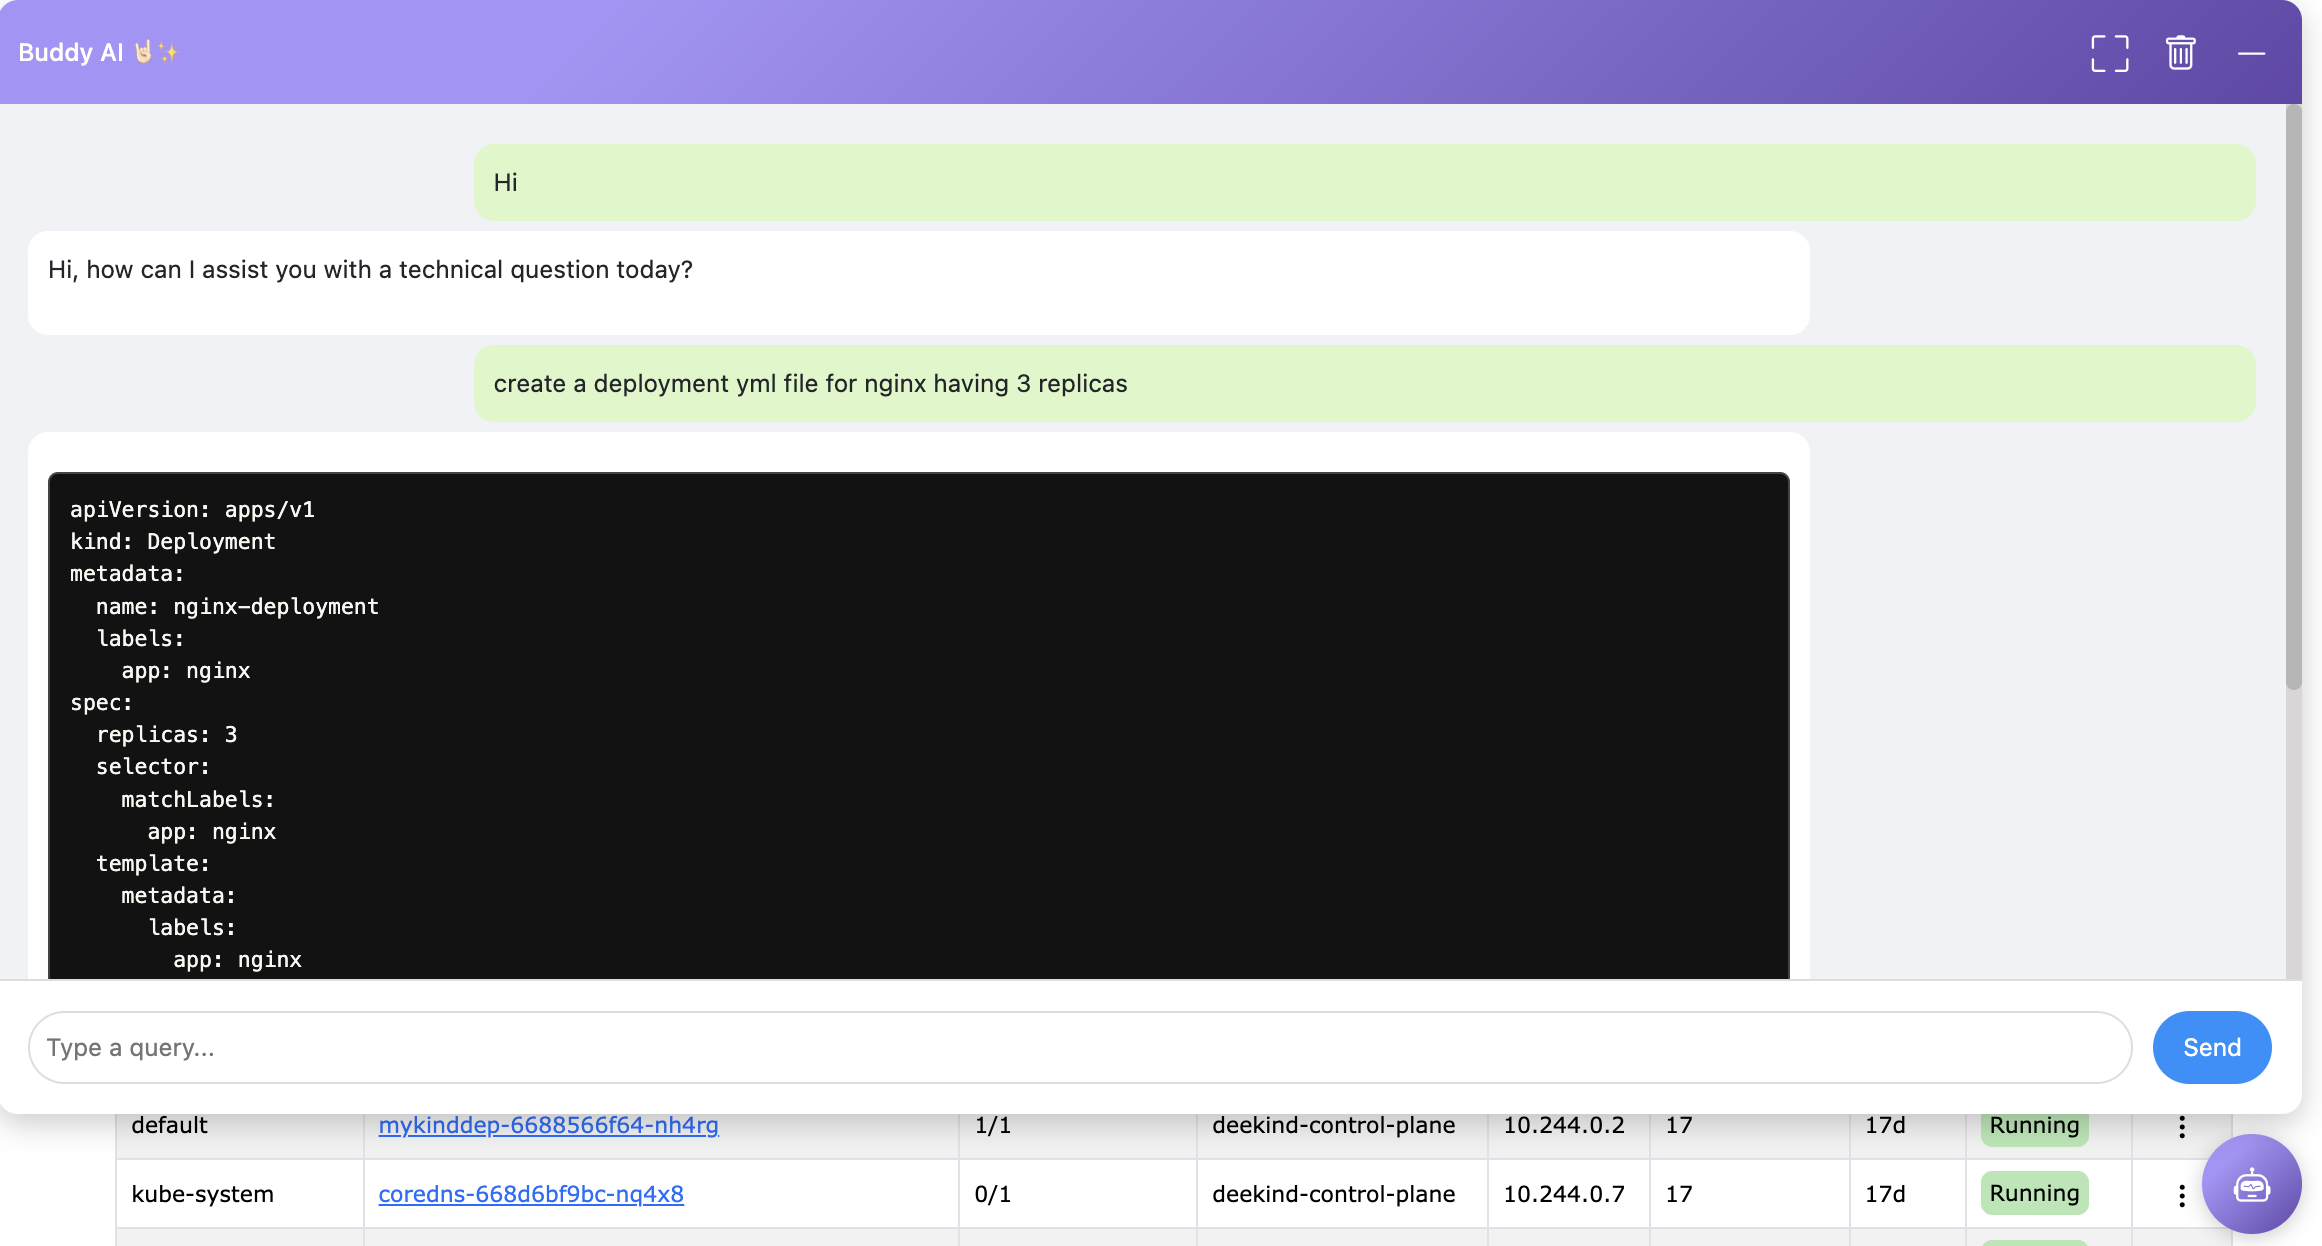 Buddy AI 🤘🏻✨
Hi
Hi, how can I assist you with a technical question today?
create a deployment yml file for nginx having 3 replicas
apiVersion: apps/v1
kind: Deployment
metadata:
  name: nginx-deployment
  labels:
    app: nginx
spec:
  replicas: 3
  selector:
    matchLabels:
      app: nginx
  template:
    metadata:
      labels:
        app: nginx
Type a query...
Send
default mykinddep-6688566f64-nh4rg 1/1 deekind-control-plane 10.244.0.2 17 17d Running
kube-system coredns-668d6bf9bc-nq4x8 0/1 deekind-control-plane 10.244.0.7 17 17d Running